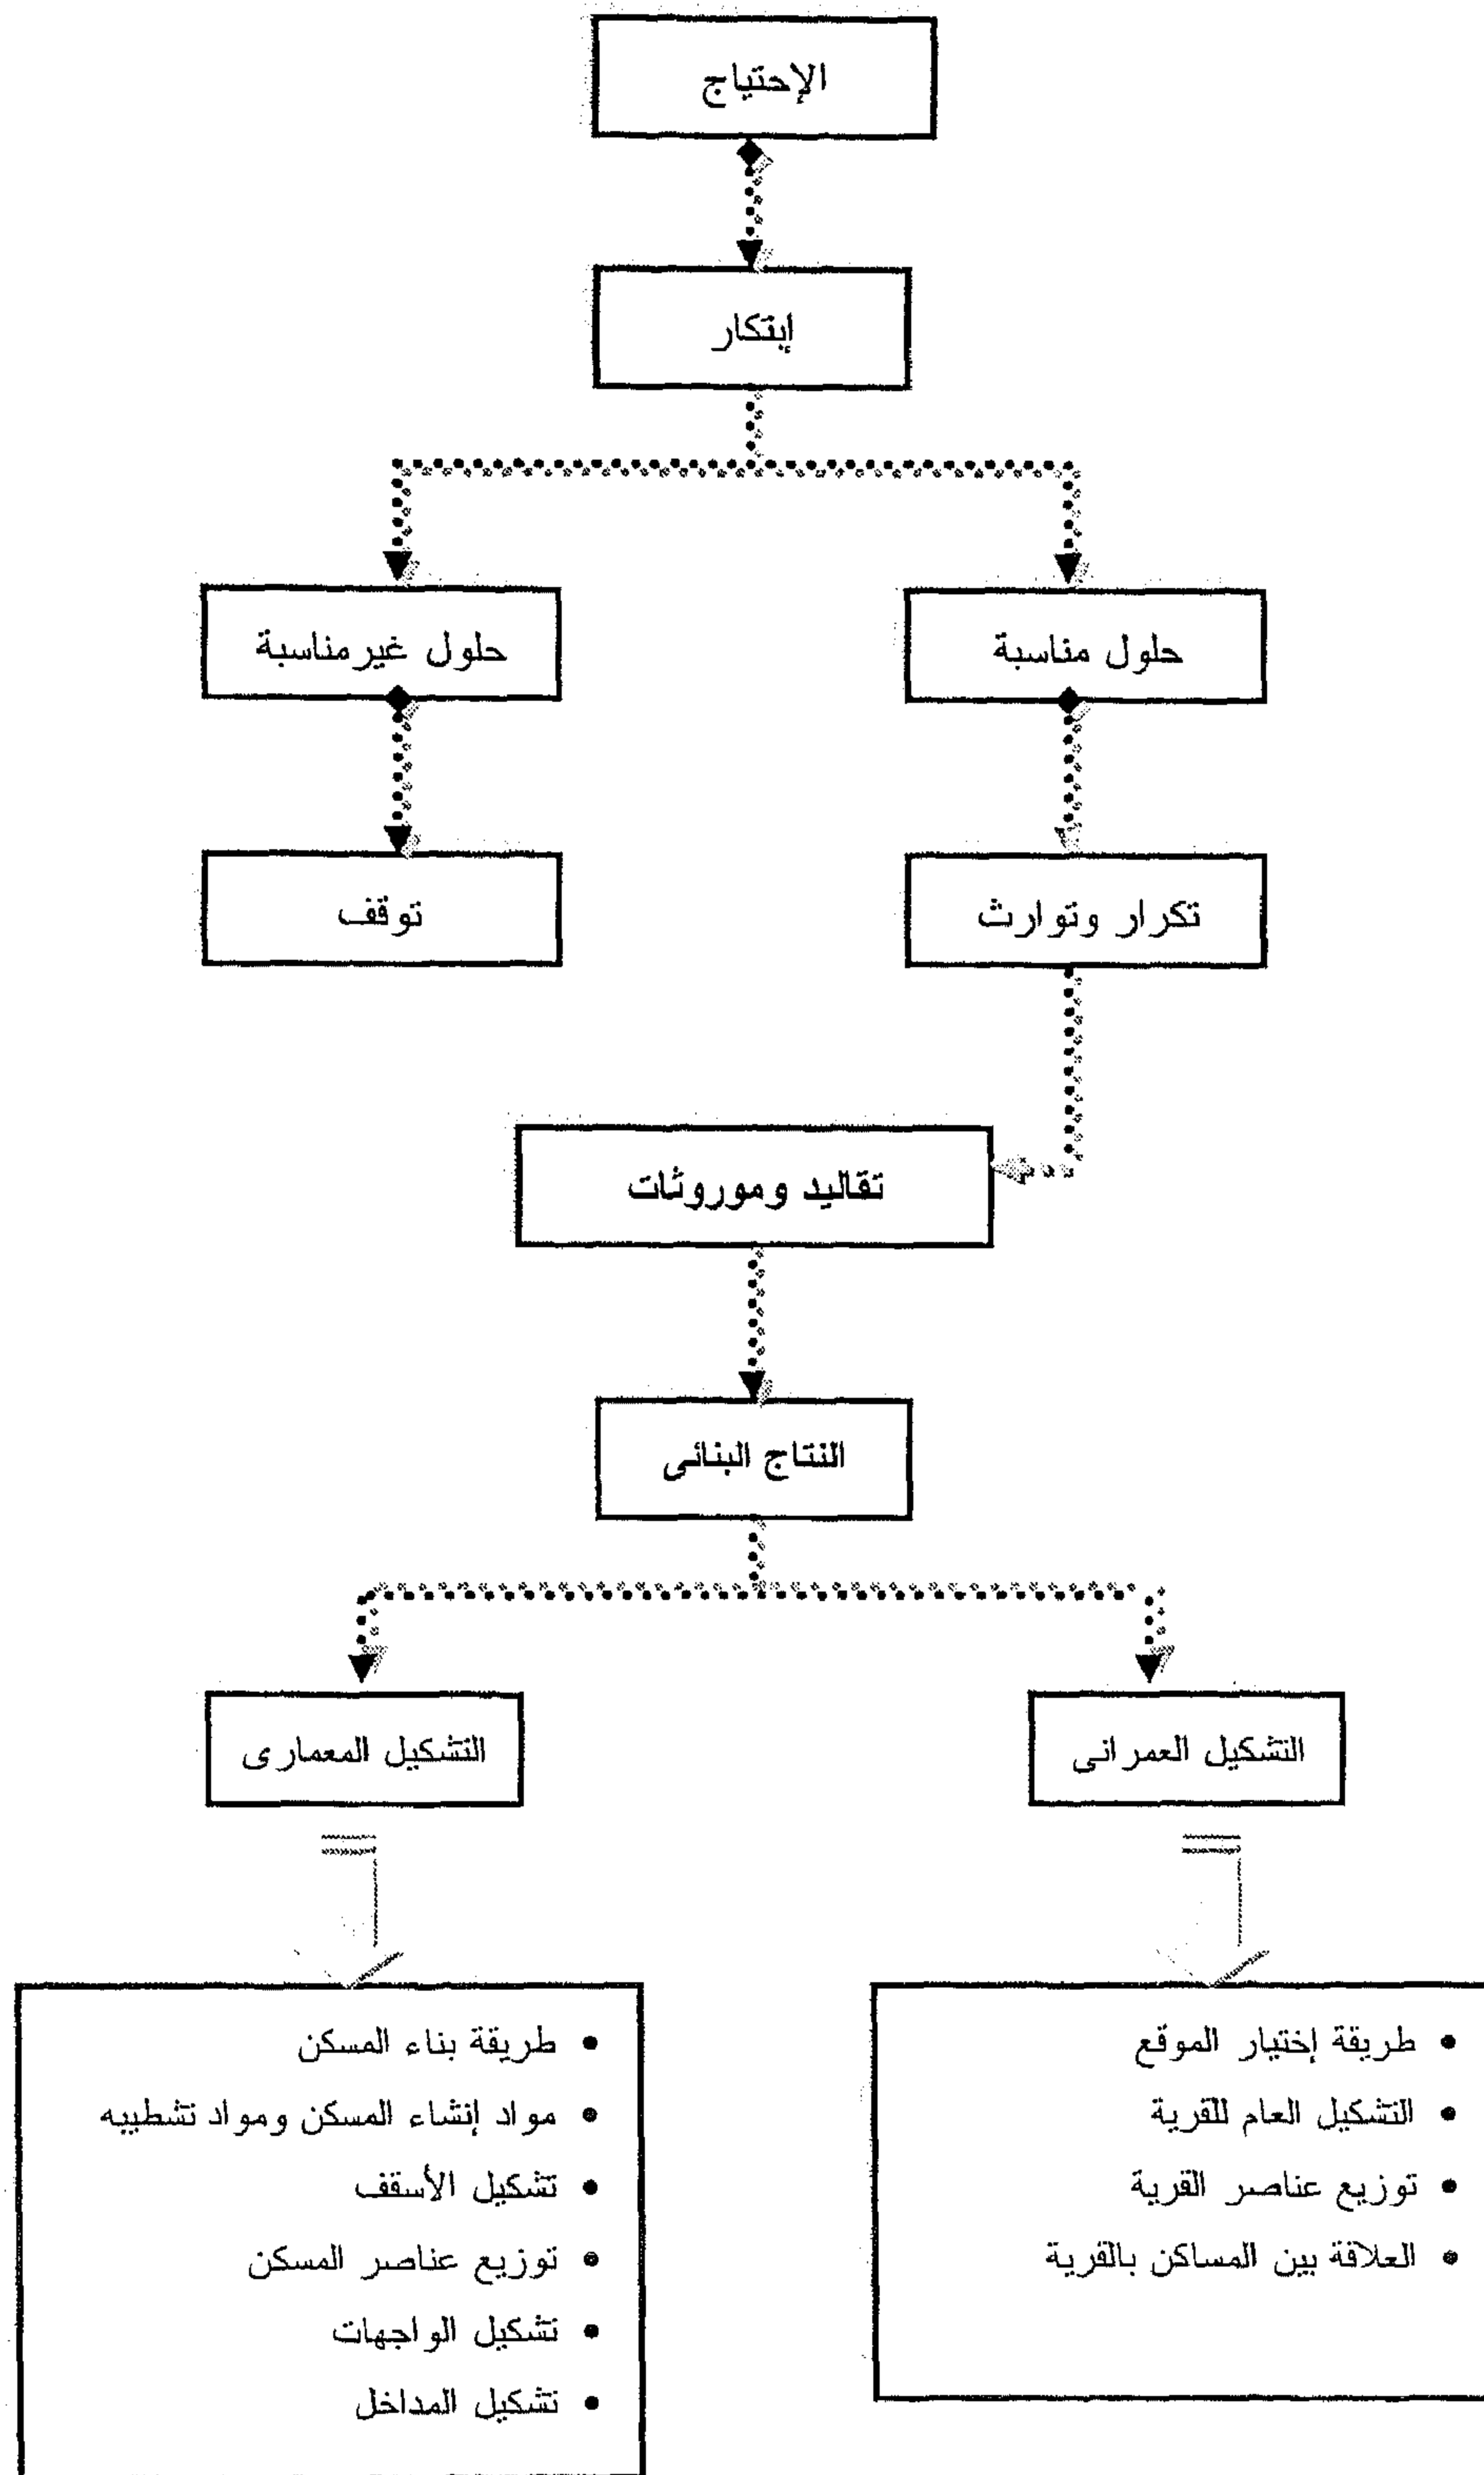 الإحتياج
إبتكار
حلول مناسبة
حلول غير مناسبة
تكرار وتوارث
توقف
تقاليد وموروثات
النتاج البنائى
التشكيل العمرانى
التشكيل المعمارى
• طريقة إختيار الموقع
• التشكيل العام للقرية
• توزيع عناصر القرية
• العلاقة بين المساكن بالقرية
• طريقة بناء المسكن
• مواد إنشاء المسكن ومواد تشطيبه
• تشكيل الأسقف
• توزيع عناصر المسكن
• تشكيل الواجهات
• تشكيل المداخل